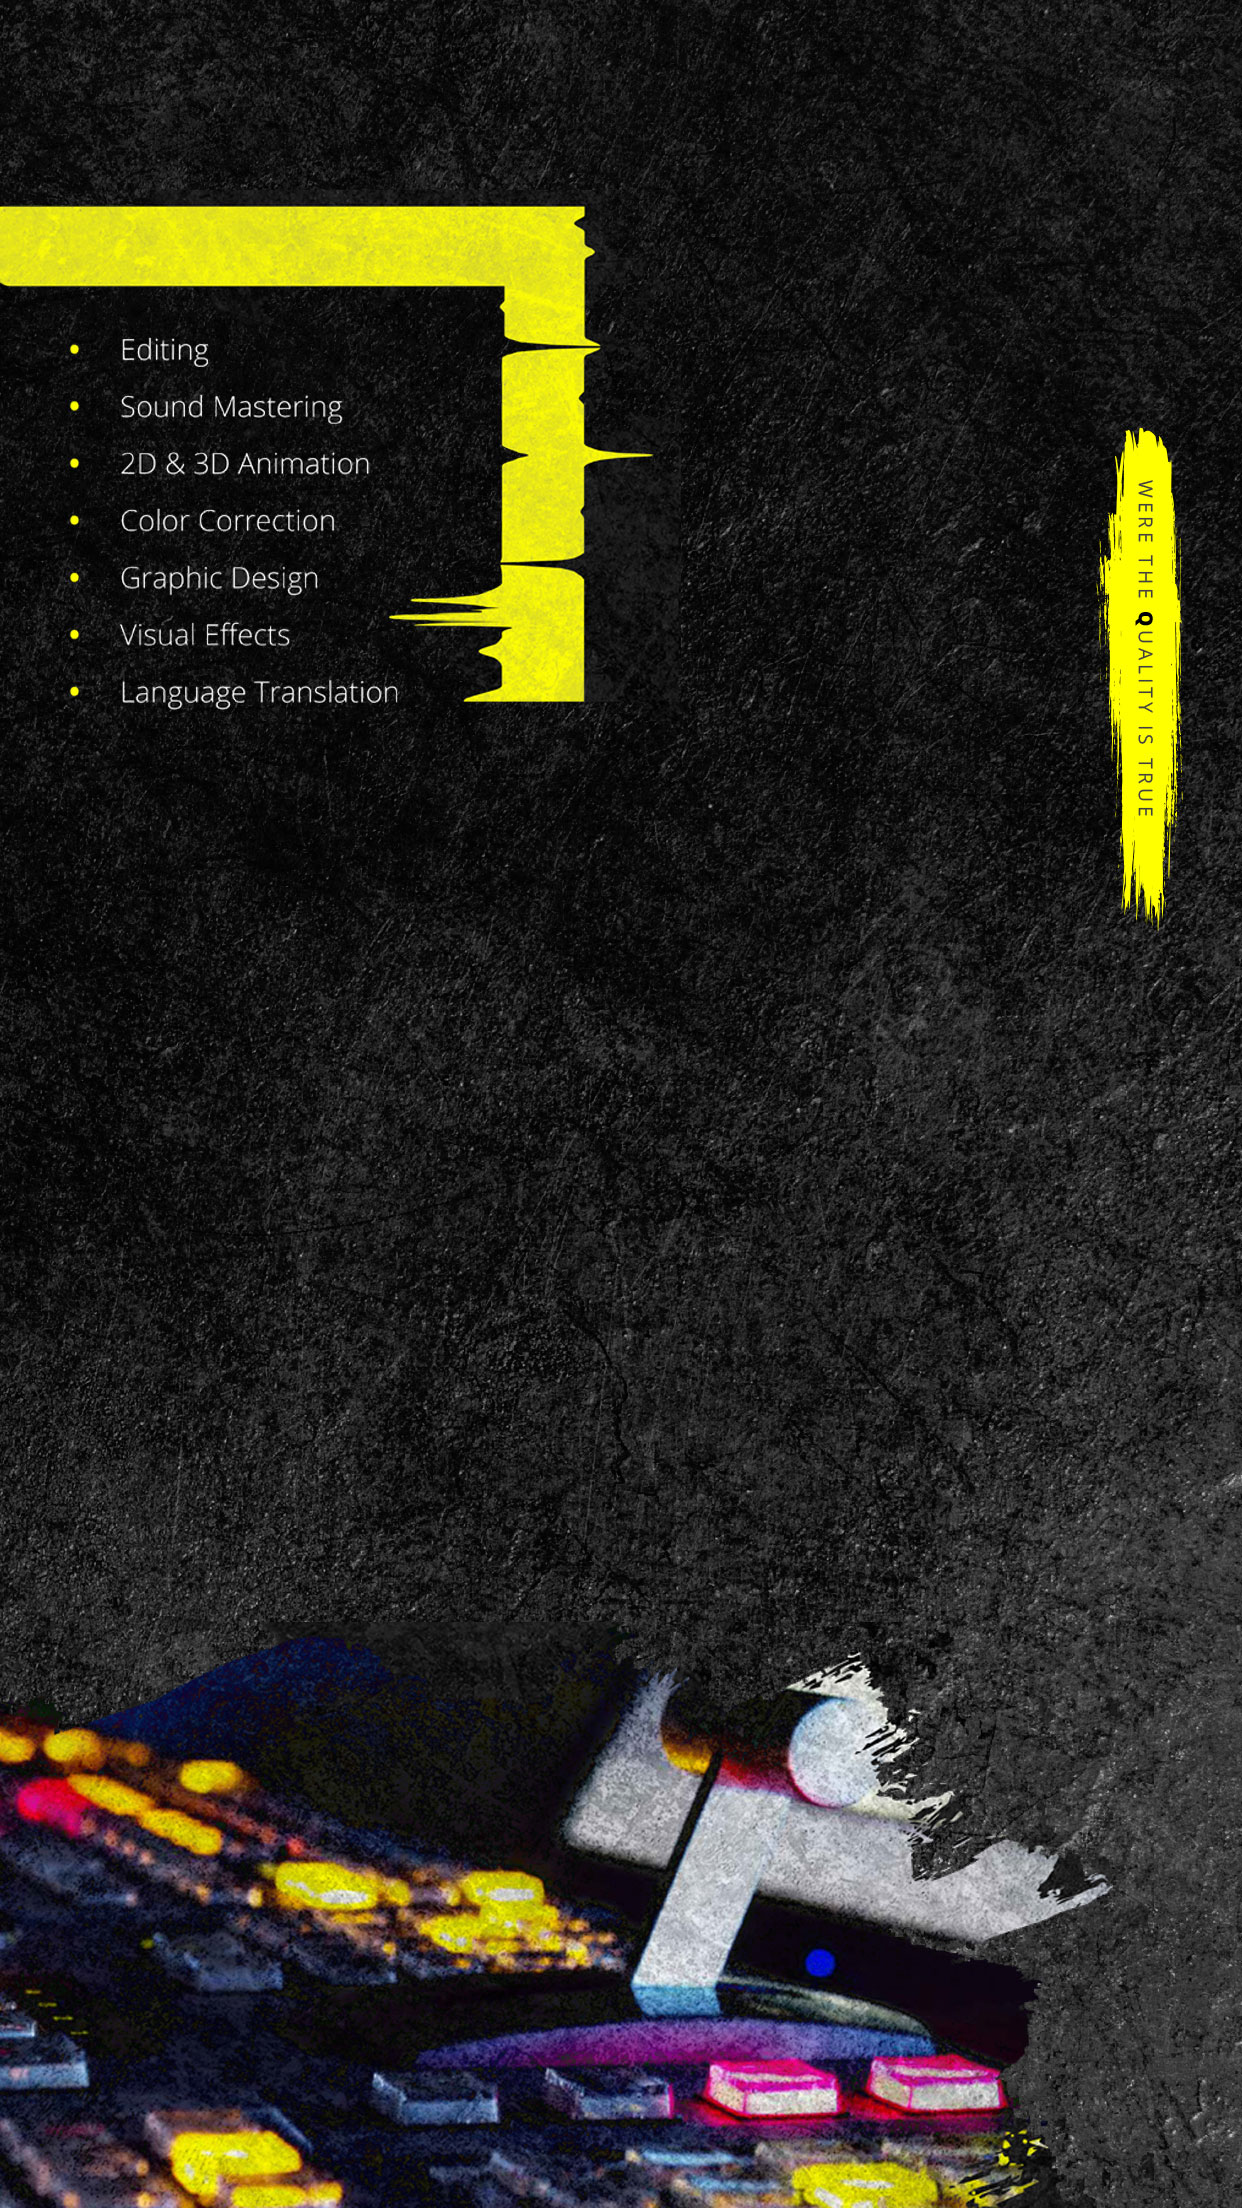 Editing
Sound Mastering
2D & 3D Animation
Color Correction
Graphic Design
Visual Effects
Language Translation
WERE THE QUALITY IS TRUE